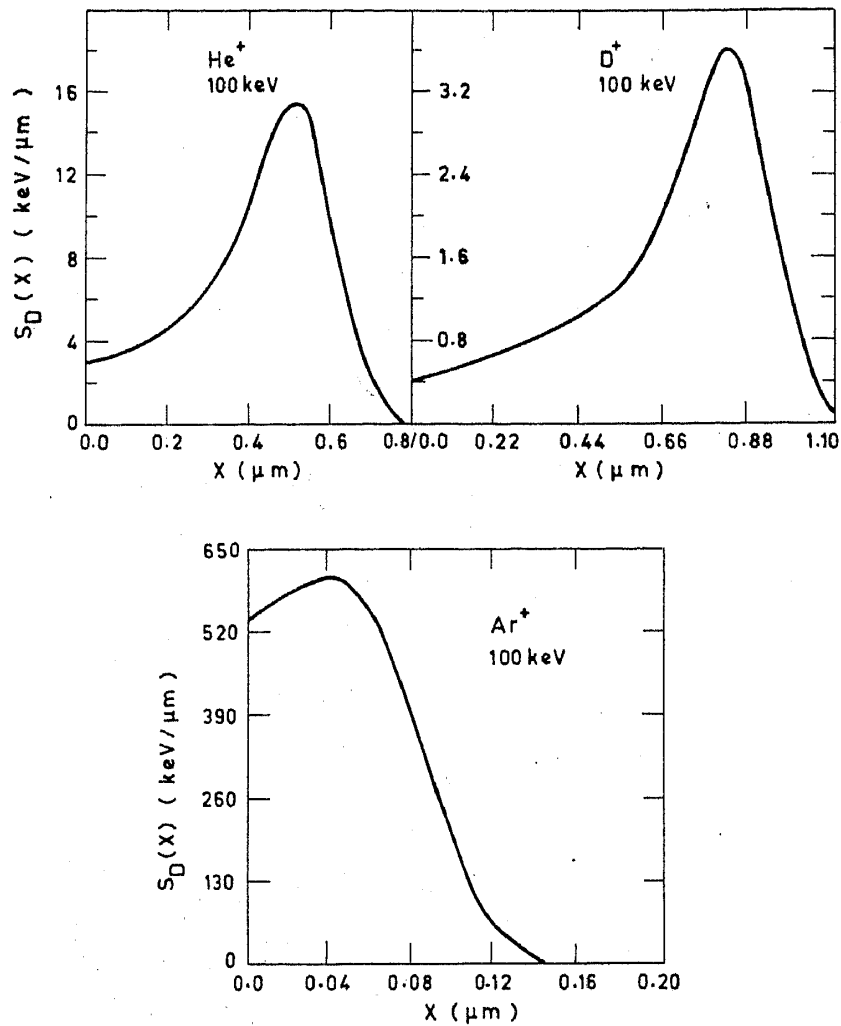 He⁺
100 keV
S_D(X) ( keV/μm )
16
12
8
4
0
0.0
0.2
0.4
0.6
0.8/0.0
X (μm)
D⁺
100 keV
3.2
2.4
1.6
0.8
0.22
0.44
0.66
0.88
1.10
X (μm)
Ar⁺
100 keV
S_D(X) ( keV/μm)
650
520
390
260
130
0
0.0
0.04
0.08
0.12
0.16
0.20
X (μm)